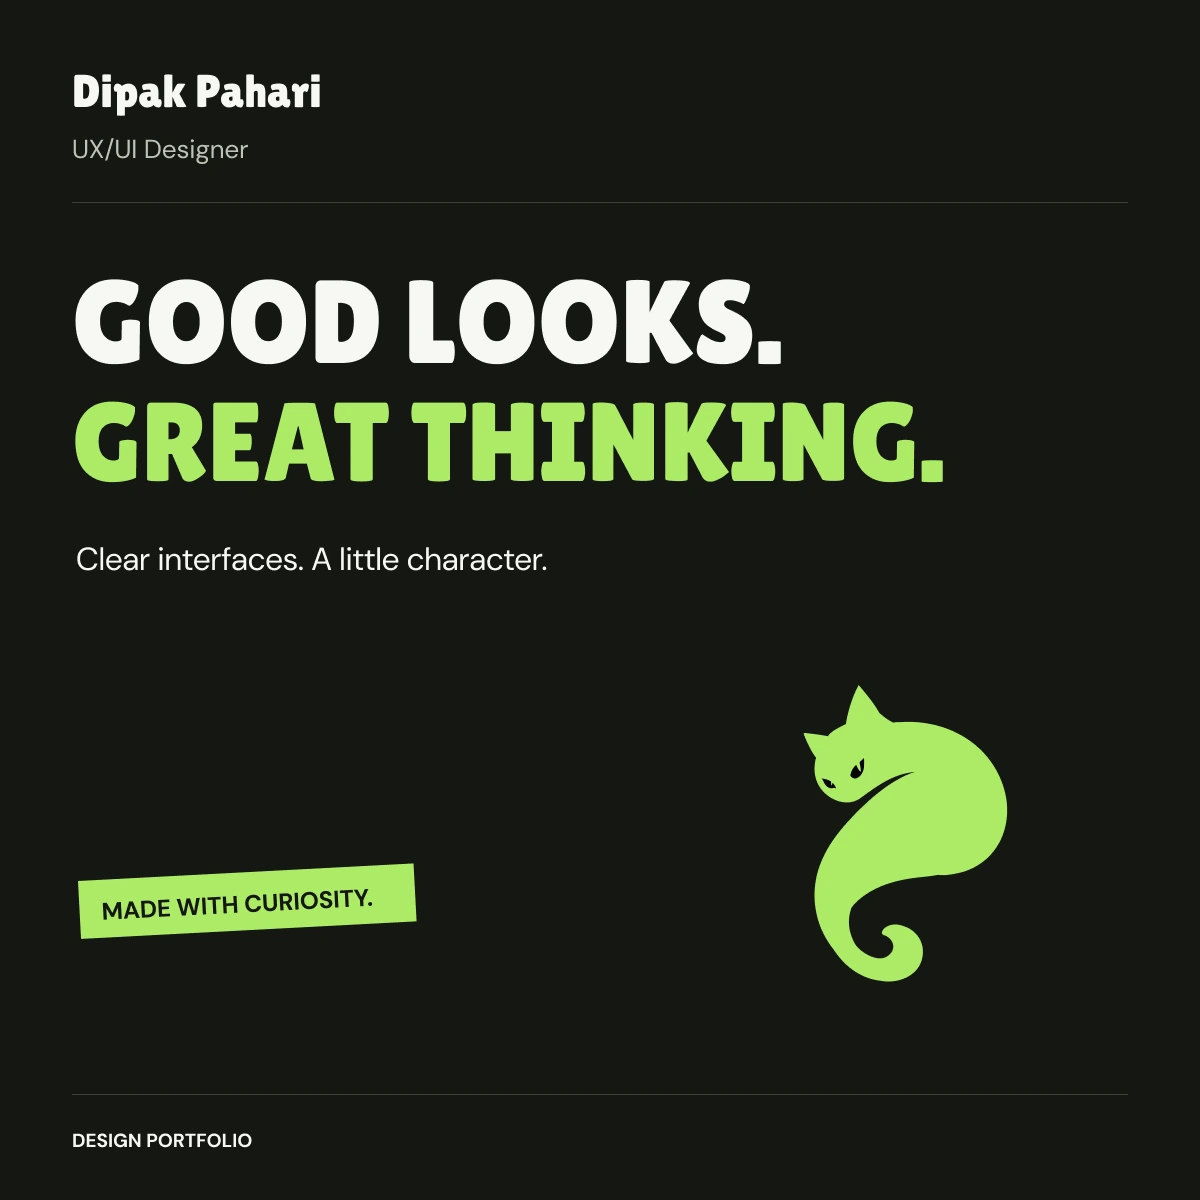 Dipak Pahari
UX/UI Designer
GOOD LOOKS.
GREAT THINKING.
Clear interfaces. A little character.
MADE WITH CURIOSITY.
DESIGN PORTFOLIO